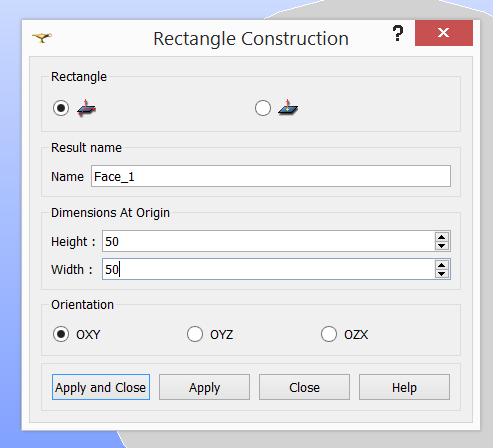 Rectangle Construction
?
Rectangle
Result name
Name Face_1
Dimensions At Origin
Height : 50
Width : 50
Orientation
OXY OYZ OZX
Apply and Close Apply Close Help